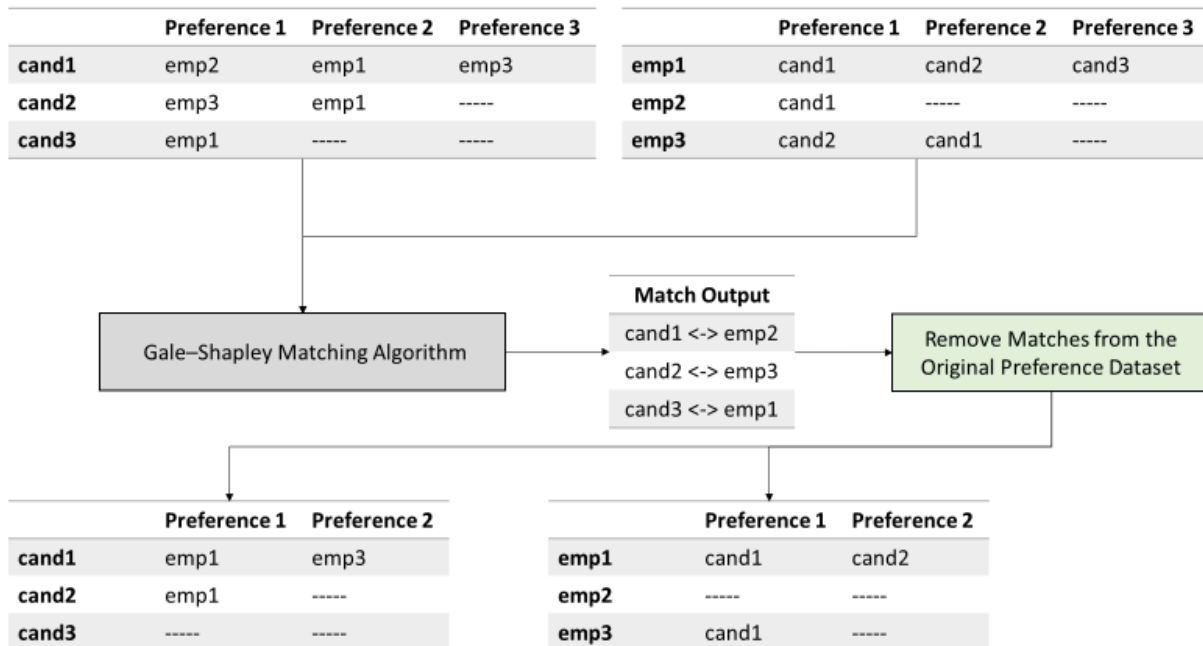 Preference 1 Preference 2 Preference 3
cand1 emp2 emp1 emp3
cand2 emp3 emp1 -----
cand3 emp1 ----- -----
Preference 1 Preference 2 Preference 3
emp1 cand1 cand2 cand3
emp2 cand1 ----- -----
emp3 cand2 cand1 -----
Gale–Shapley Matching Algorithm
Match Output
cand1 <-> emp2
cand2 <-> emp3
cand3 <-> emp1
Remove Matches from the
Original Preference Dataset
Preference 1 Preference 2
cand1 emp1 emp3
cand2 emp1 -----
cand3 ----- -----
Preference 1 Preference 2
emp1 cand1 cand2
emp2 ----- -----
emp3 cand1 -----